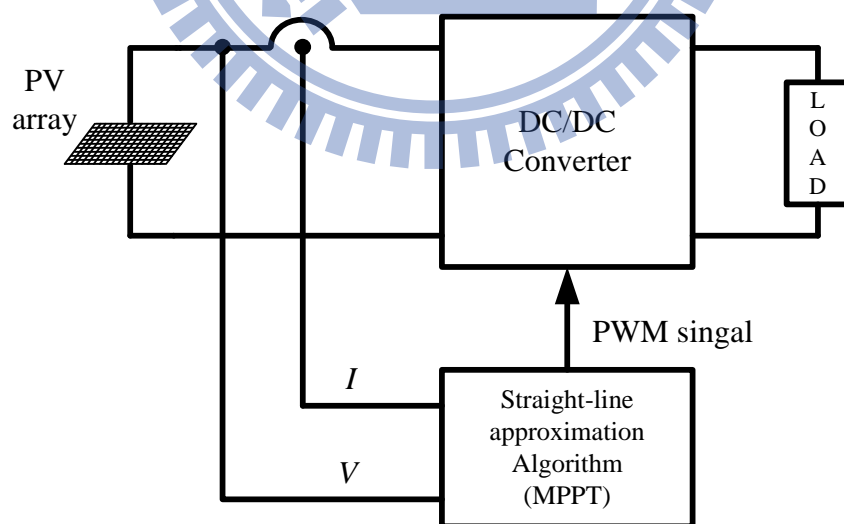 PV
array
DC/DC
Converter
L
O
A
D
PWM singal
I
V
Straight-line
approximation
Algorithm
(MPPT)